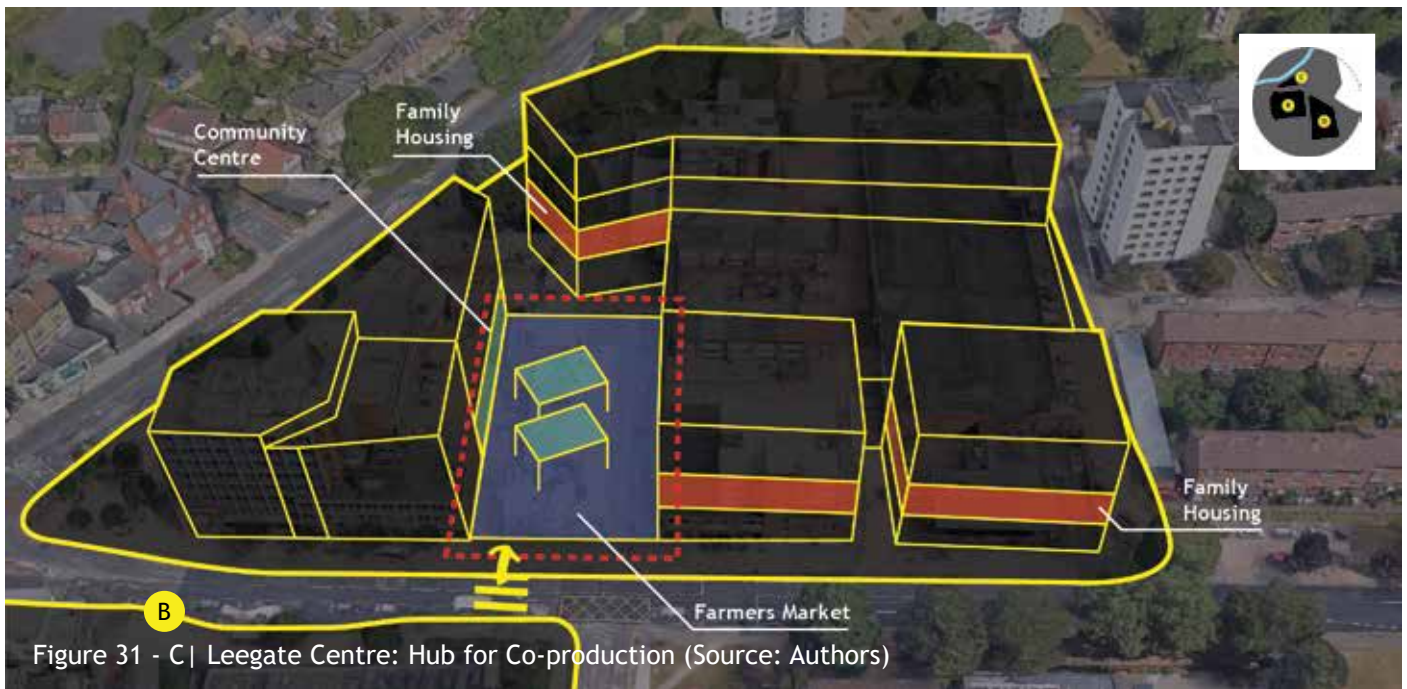 Family
Housing
Community
Centre
Family
Housing
Farmers Market
B
Figure 31 - C| Leegate Centre: Hub for Co-production (Source: Authors)